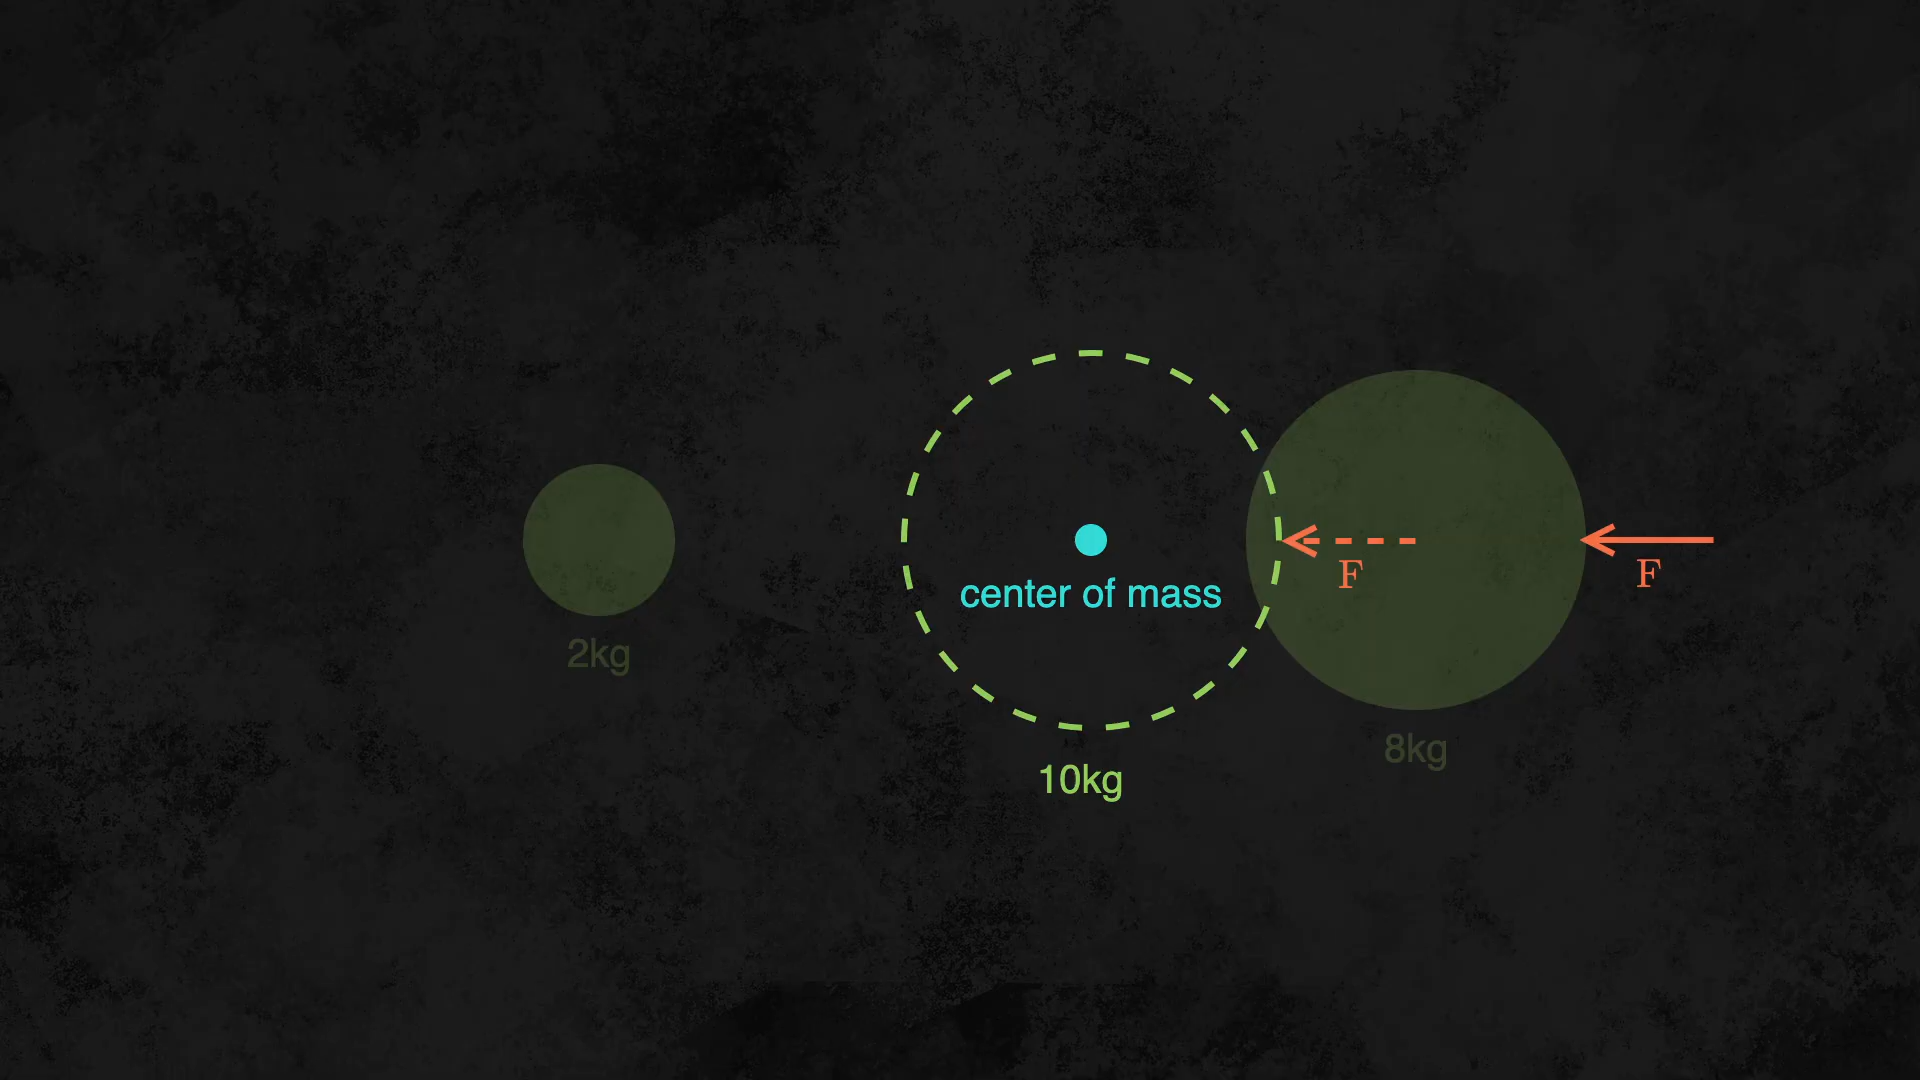 center of mass
F
F
2kg
8kg
10kg